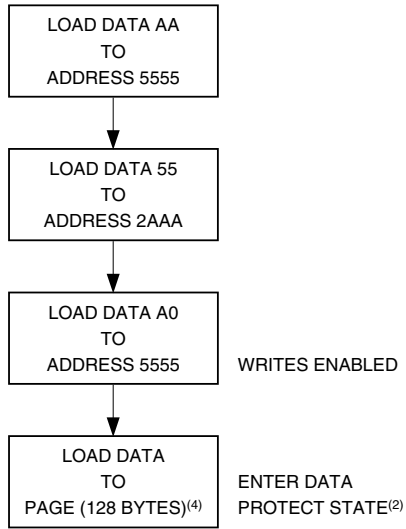 LOAD DATA AA
TO
ADDRESS 5555
LOAD DATA 55
TO
ADDRESS 2AAA
LOAD DATA A0
TO
ADDRESS 5555
WRITES ENABLED
LOAD DATA
TO
PAGE (128 BYTES)(4)
ENTER DATA
PROTECT STATE(2)